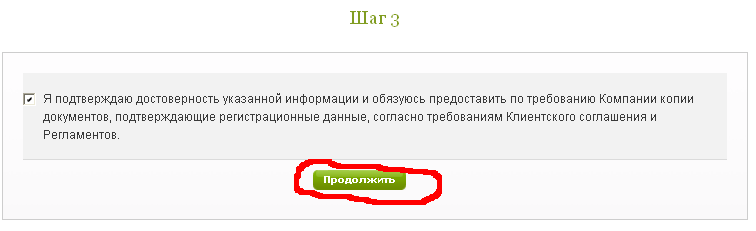 Шаг 3
Я подтверждаю достоверность указанной информации и обязуюсь предоставить по требованию Компании копии
документов, подтверждающие регистрационные данные, согласно требованиям Клиентского соглашения и
Регламентов.
Продолжить